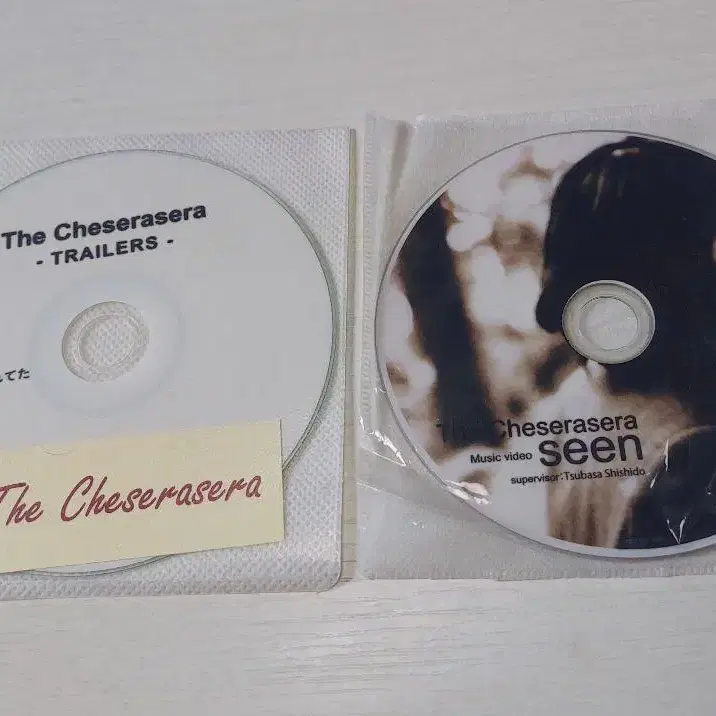 The Cheserasera
- TRAILERS -
てた
The Cheserasera
The Cheserasera
Music video seen
supervisor:Tsubasa Shishido